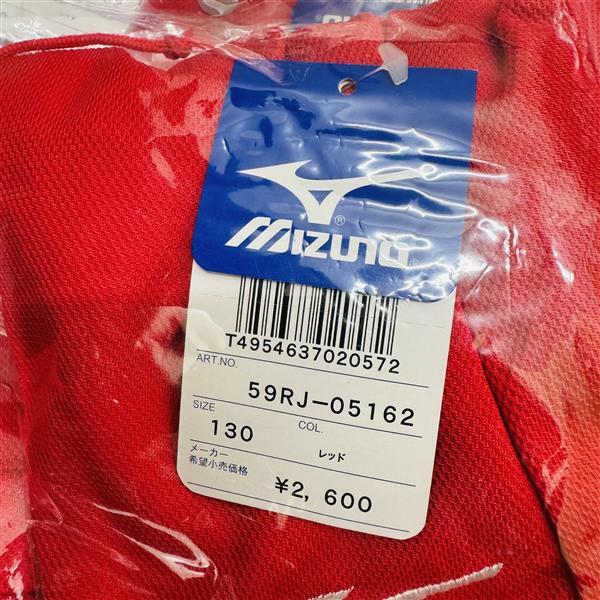 MIZUNO
T4954637020572
ART.NO.
59RJ-05162
SIZE
COL.
130
レッド
メーカー
希望小売価格
¥2,600